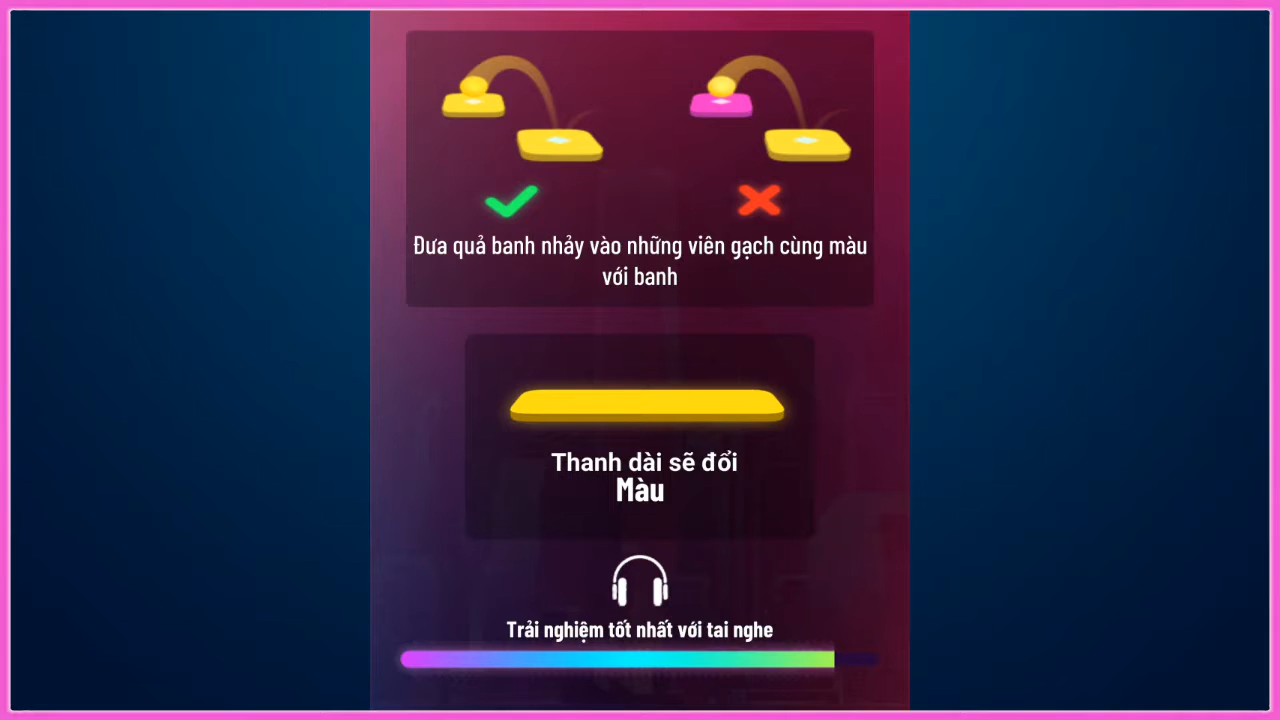 Đưa quả banh nhảy vào những viên gạch cùng màu
với banh
Thanh dài sẽ đổi
Màu
Trải nghiệm tốt nhất với tai nghe